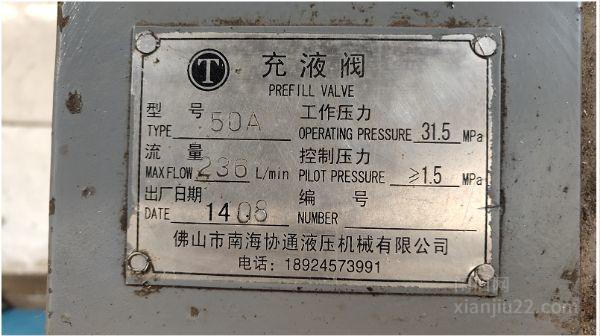 T 充液阀
PREFILL VALVE
型号 50A 工作压力
TYPE OPERATING PRESSURE 31.5 MPa
流量 236 控制压力
MAX FLOW L/min PILOT PRESSURE ≥1.5 MPa
出厂日期 1408 编号
DATE NUMBER
佛山市南海协通液压机械有限公司
电话: 18924573991
xianjiu22.com